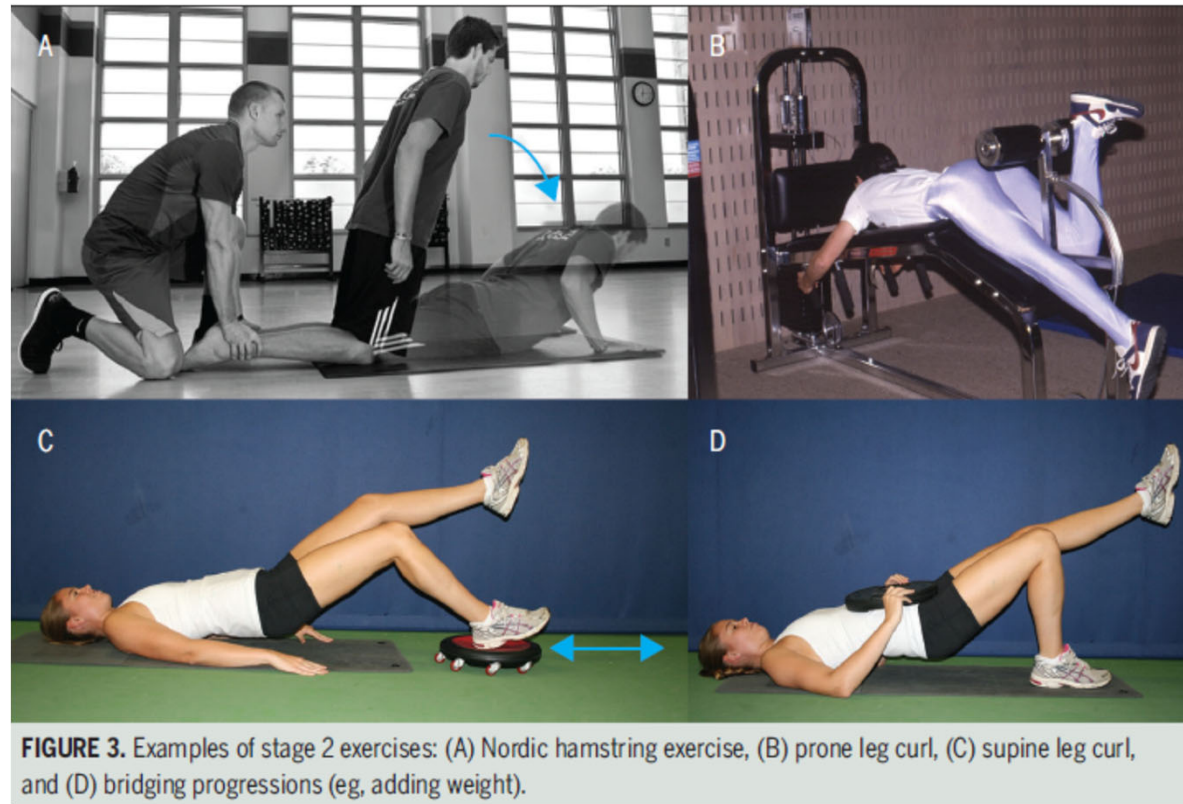 A
B
C
D
FIGURE 3. Examples of stage 2 exercises: (A) Nordic hamstring exercise, (B) prone leg curl, (C) supine leg curl,
and (D) bridging progressions (eg, adding weight).